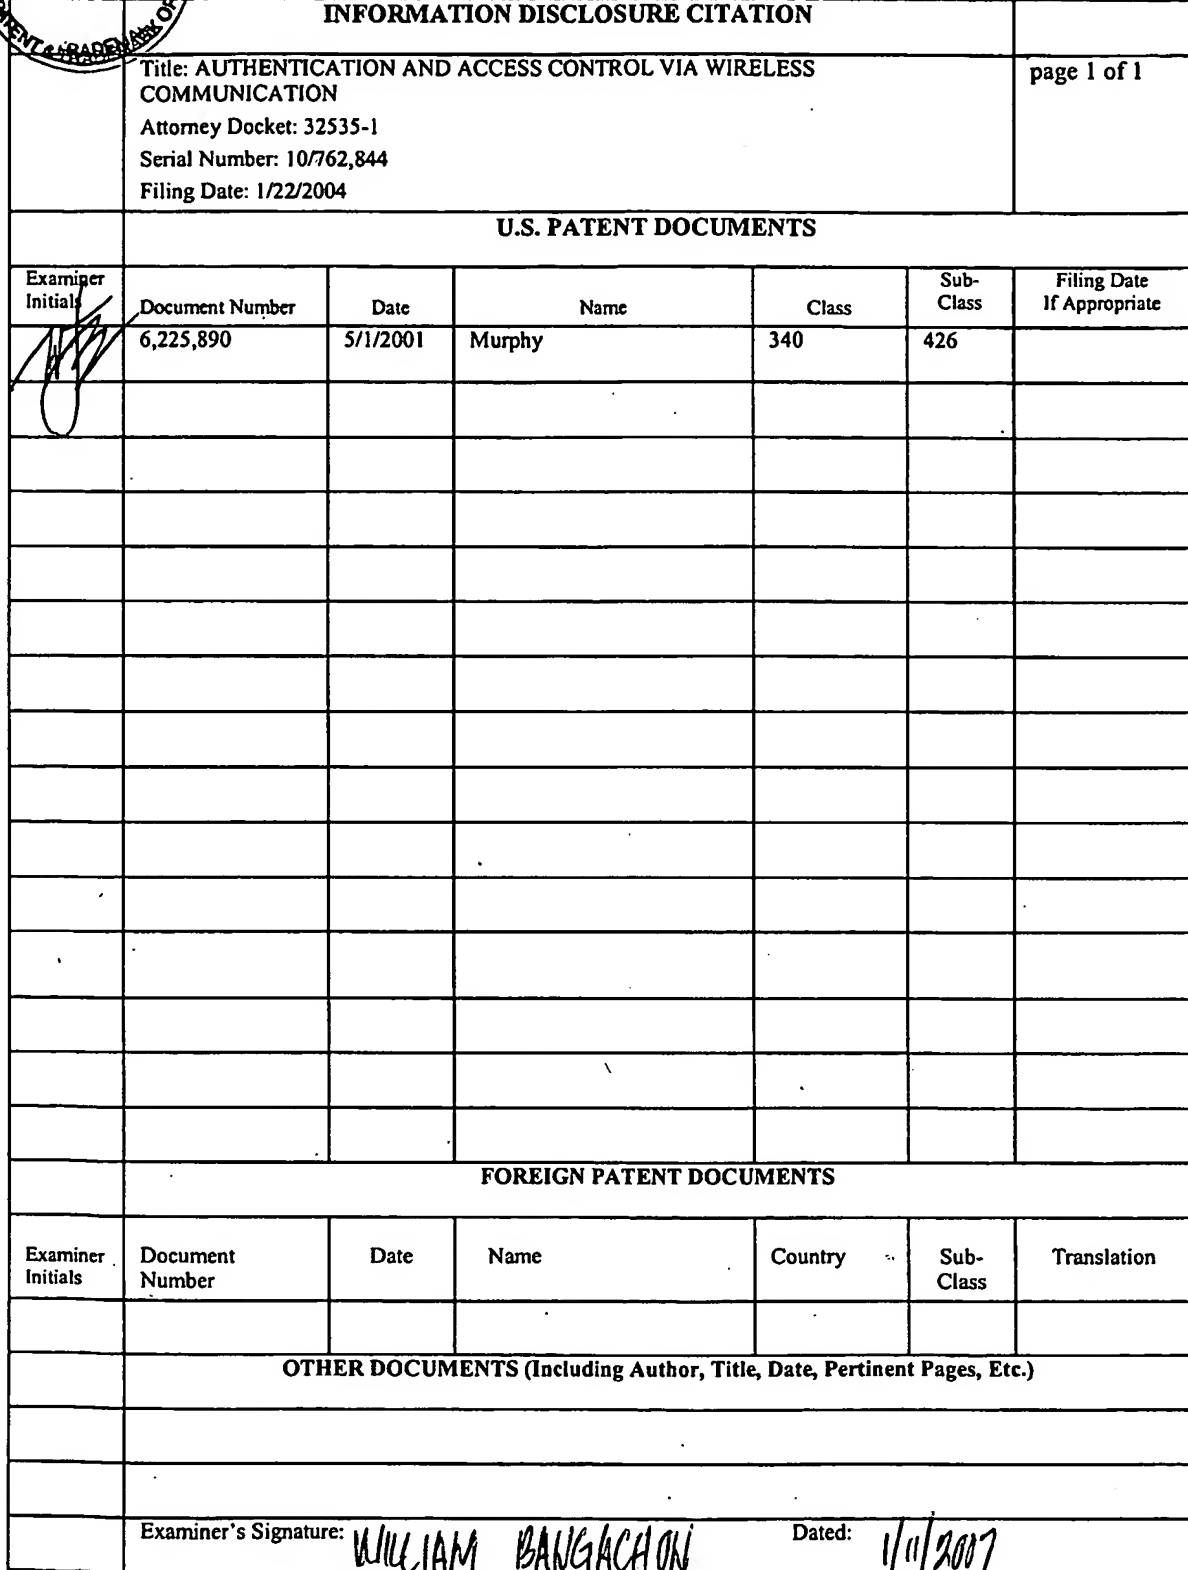 INFORMATION DISCLOSURE CITATION
Title: AUTHENTICATION AND ACCESS CONTROL VIA WIRELESS
COMMUNICATION
page 1 of 1
Attorney Docket: 32535-1
Serial Number: 10/762,844
Filing Date: 1/22/2004
U.S. PATENT DOCUMENTS
Examiner
Initials
Document Number
Date
Name
Class
Sub-
Class
Filing Date
If Appropriate
6,225,890
5/1/2001
Murphy
340
426
FOREIGN PATENT DOCUMENTS
Examiner
Initials
Document
Number
Date
Name
Country
Sub-
Class
Translation
OTHER DOCUMENTS (Including Author, Title, Date, Pertinent Pages, Etc.)
Examiner's Signature: WILLIAM BANGACHON Dated: 1/11/2007